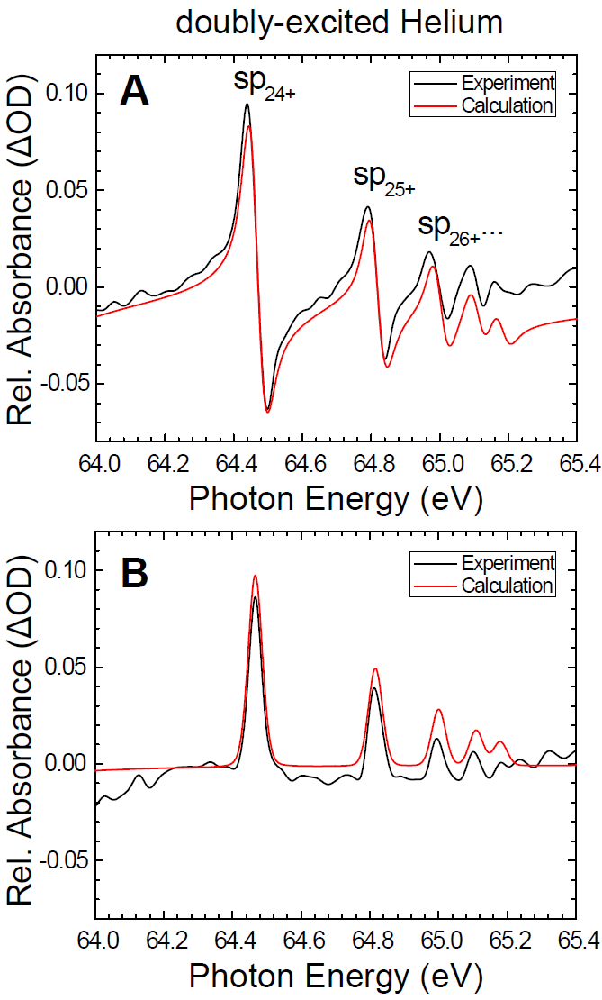 doubly-excited Helium
A
sp24+
sp25+
sp26+...
Experiment
Calculation
0.10
0.05
0.00
-0.05
Rel. Absorbance (ΔOD)
64.0 64.2 64.4 64.6 64.8 65.0 65.2 65.4
Photon Energy (eV)
B
Experiment
Calculation
0.10
0.05
0.00
-0.05
Rel. Absorbance (ΔOD)
64.0 64.2 64.4 64.6 64.8 65.0 65.2 65.4
Photon Energy (eV)